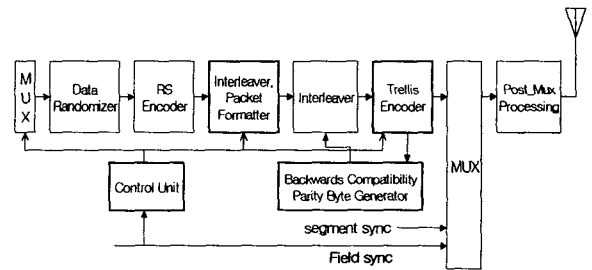 M
U
X
Data
Randomizer
RS
Encoder
Interleaver,
Packet
Formatter
Interleaver
Trellis
Encoder
MUX
Post_Mux
Processing
Control Unit
Backwards Compatibility
Parity Byte Generator
segment sync
Field sync